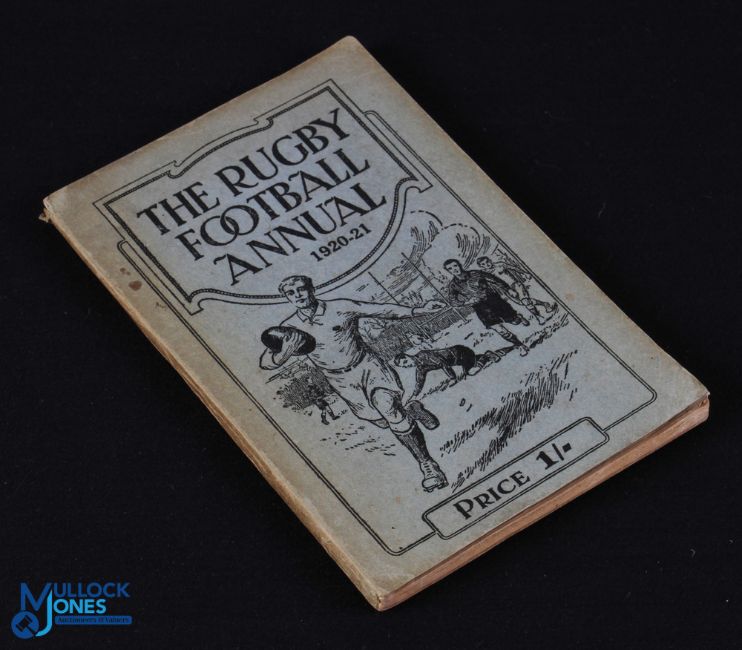 THE RUGBY
FOOTBALL
ANNUAL
1920-21
PRICE 1/-
MULLOCK
JONES
Auctioneers & Valuers